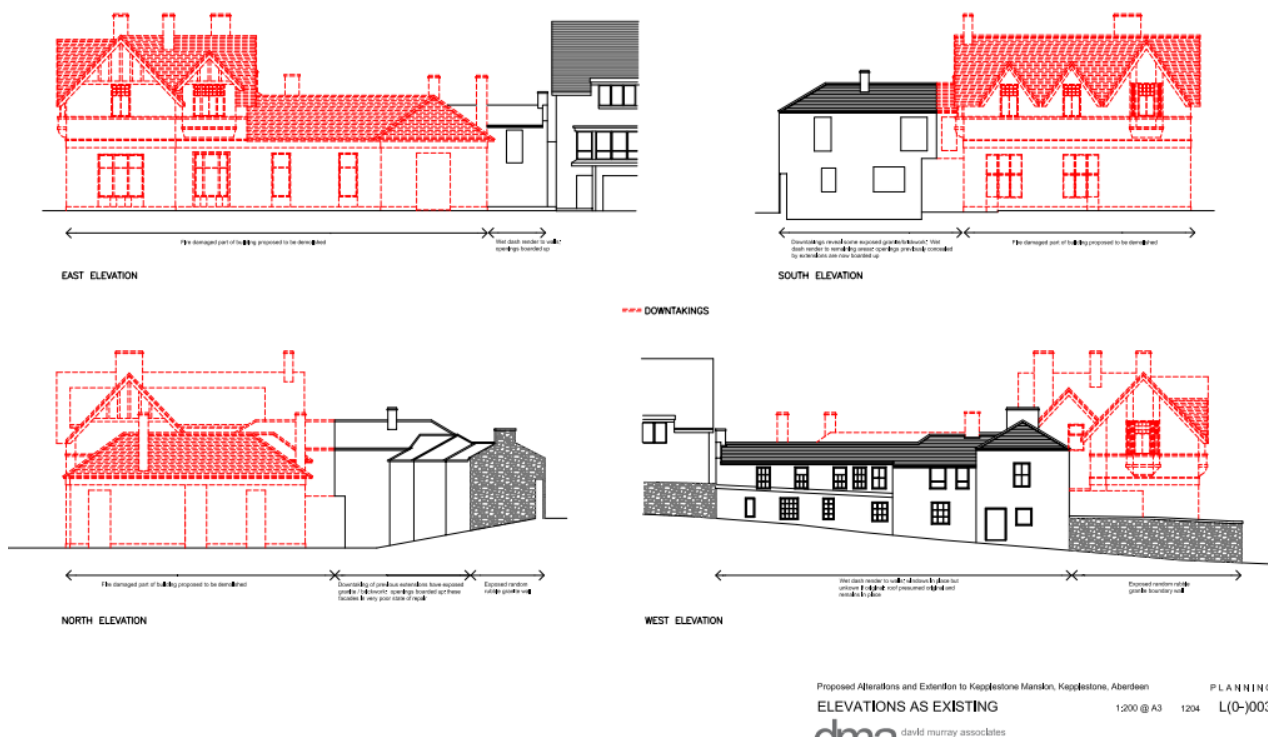 Fire damaged part of building proposed to be demolished
Wet dash render to walls:
openings boarded up
EAST ELEVATION
Downtakings reveal some exposed granite/brickwork: Wet
dash render to remaining areas: openings previously concealed
by extensions are now boarded up
Fire damaged part of building proposed to be demolished
SOUTH ELEVATION
DOWNTAKINGS
Fire damaged part of building proposed to be demolished
Downtaking of previous extensions have exposed
granite / brickwork: openings boarded up: these
facades in very poor state of repair
Exposed random
rubble granite wall
NORTH ELEVATION
Wet dash render to walls: windows in place but
unkown if original: roof presumed original and
remains in place
Exposed random rubble
granite boundary wall
WEST ELEVATION
Proposed Alterations and Extention to Kepplestone Mansion, Kepplestone, Aberdeen
PLANNING
ELEVATIONS AS EXISTING
1:200 @ A3 1204 L(0-)003
dma david murray associates